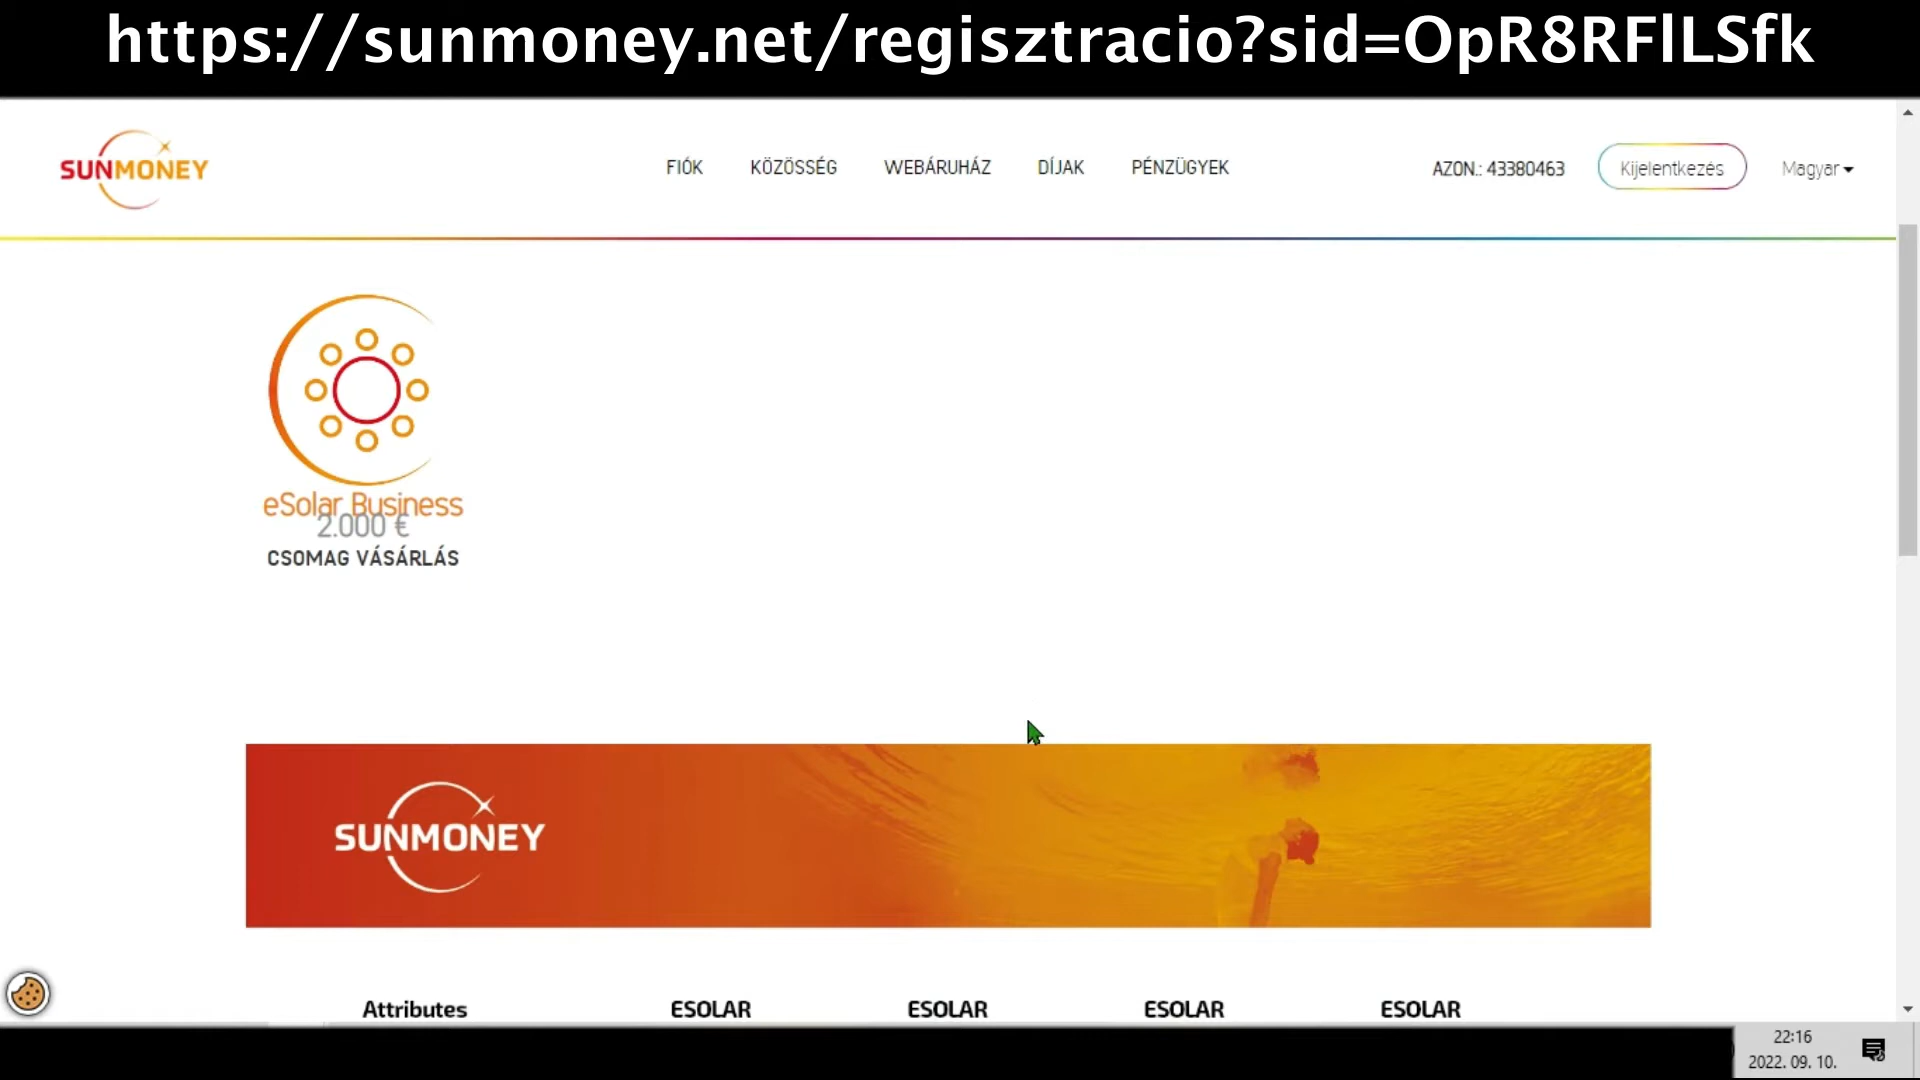 https://sunmoney.net/regisztracio?sid=OpR8RFlLSfk
SUNMONEY
FIÓK
KÖZÖSSÉG
WEBÁRUHÁZ
DÍJAK
PÉNZÜGYEK
AZON.: 43380463
Kijelentkezés
Magyar
eSolar Business
2.000 €
CSOMAG VÁSÁRLÁS
SUNMONEY
Attributes
ESOLAR
ESOLAR
ESOLAR
ESOLAR
22:16
2022. 09. 10.